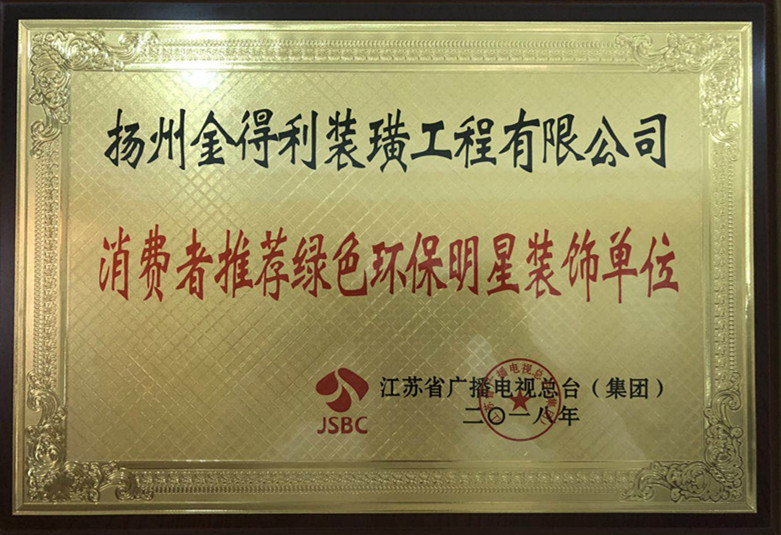 扬州金得利装璜工程有限公司
消费者推荐绿色环保明星装饰单位
JSBC
江苏省广播电视总台（集团）
二〇一八年